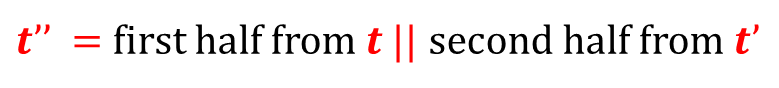 t’’ = first half from t || second half from t’